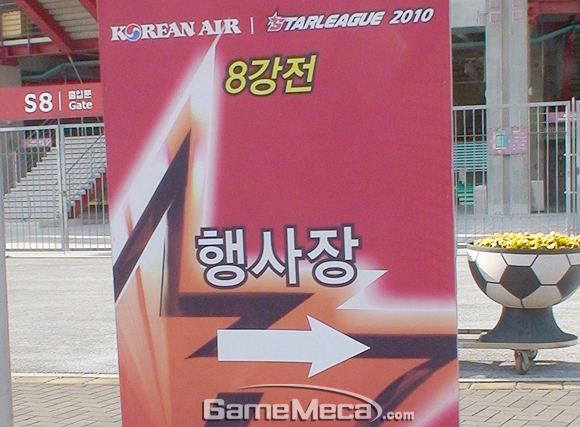 KOREAN AIR | STARLEAGUE 2010
8강전
S8 | 출입문 Gate
행사장
GameMeca.com